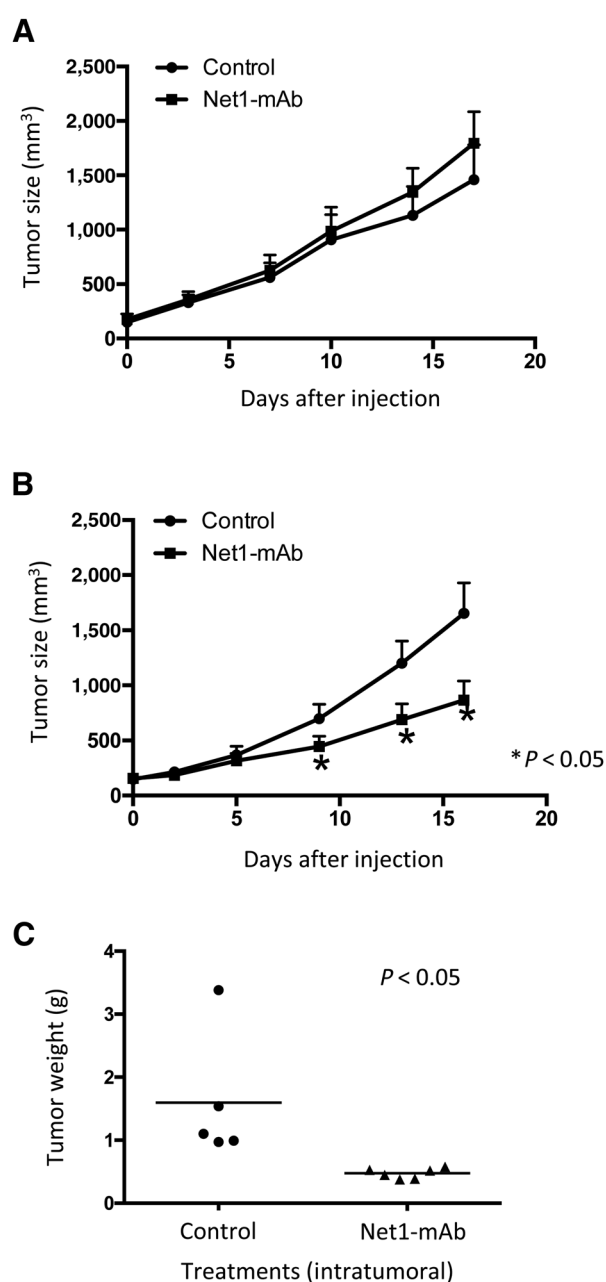 A
2,500
2,000
1,500
1,000
500
0
Tumor size (mm³)
Control
Net1-mAb
0 5 10 15 20
Days after injection
B
2,500
2,000
1,500
1,000
500
0
Tumor size (mm³)
Control
Net1-mAb
*
*
*
*P < 0.05
0 5 10 15 20
Days after injection
C
4
3
2
1
0
Tumor weight (g)
P < 0.05
Control Net1-mAb
Treatments (intratumoral)